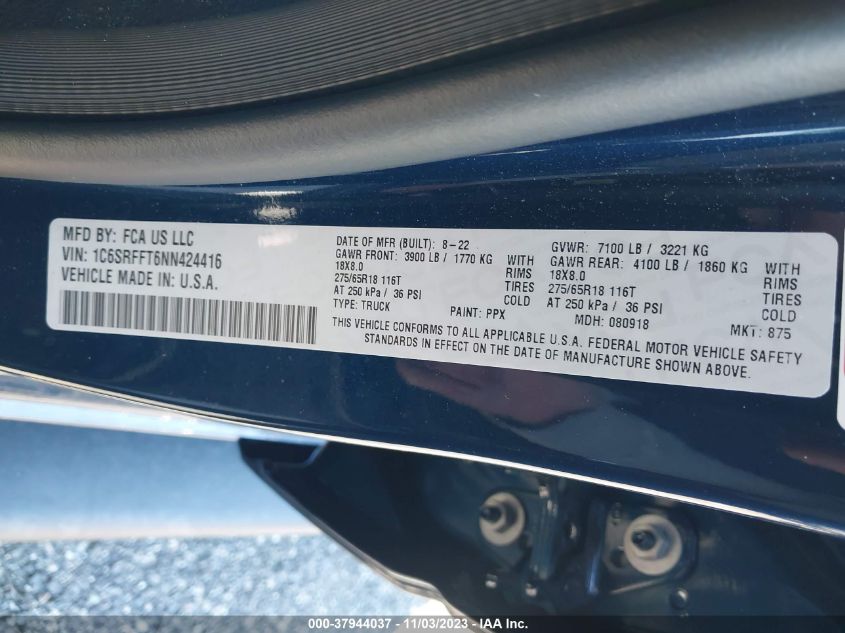 MFD BY: FCA US LLC
VIN: 1C6SRFFT6NN424416
VEHICLE MADE IN: U.S.A.
DATE OF MFR (BUILT): 8-22 GVWR: 7100 LB / 3221 KG
GAWR FRONT: 3900 LB / 1770 KG WITH GAWR REAR: 4100 LB / 1860 KG WITH
18X8.0 RIMS 18X8.0 RIMS
275/65R18 116T TIRES 275/65R18 116T TIRES
AT 250 kPa / 36 PSI COLD AT 250 kPa / 36 PSI COLD
TYPE: TRUCK PAINT: PPX MDH: 080918 MKT: 875
THIS VEHICLE CONFORMS TO ALL APPLICABLE U.S.A. FEDERAL MOTOR VEHICLE SAFETY
STANDARDS IN EFFECT ON THE DATE OF MANUFACTURE SHOWN ABOVE.
000-37944037 - 11/03/2023 - IAA Inc.